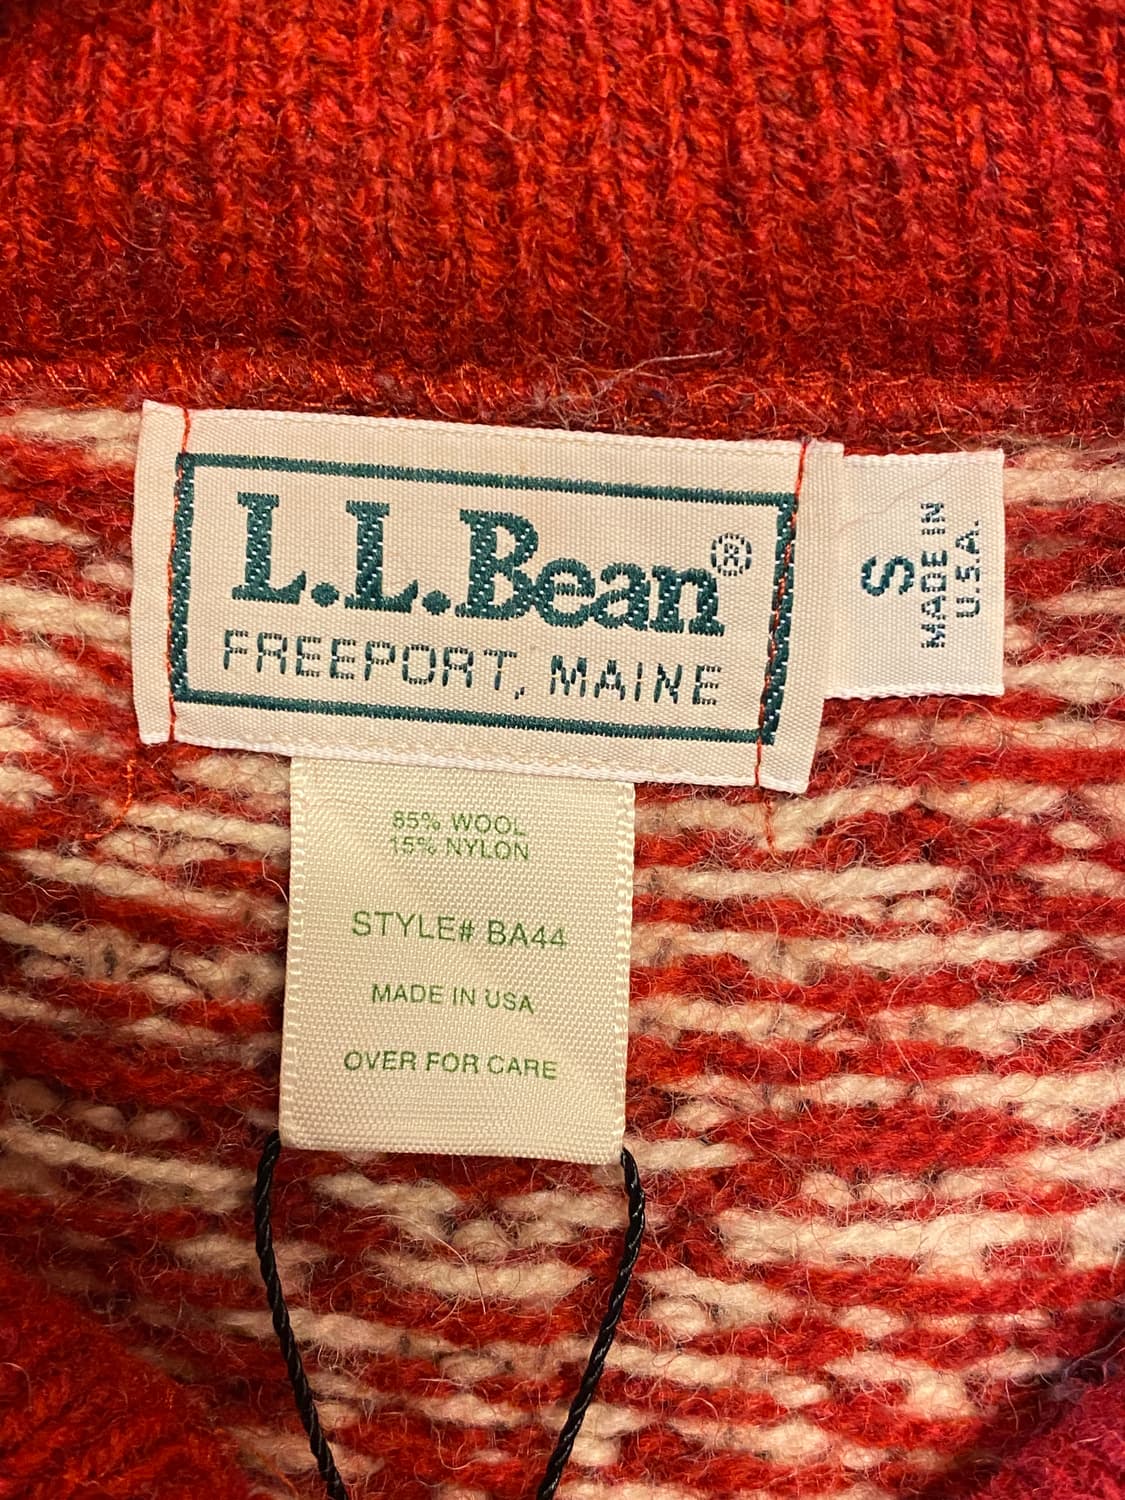 L.L.Bean®
FREEPORT, MAINE
S
MADE IN
U.S.A.
85% WOOL
15% NYLON
STYLE# BA44
MADE IN USA
OVER FOR CARE